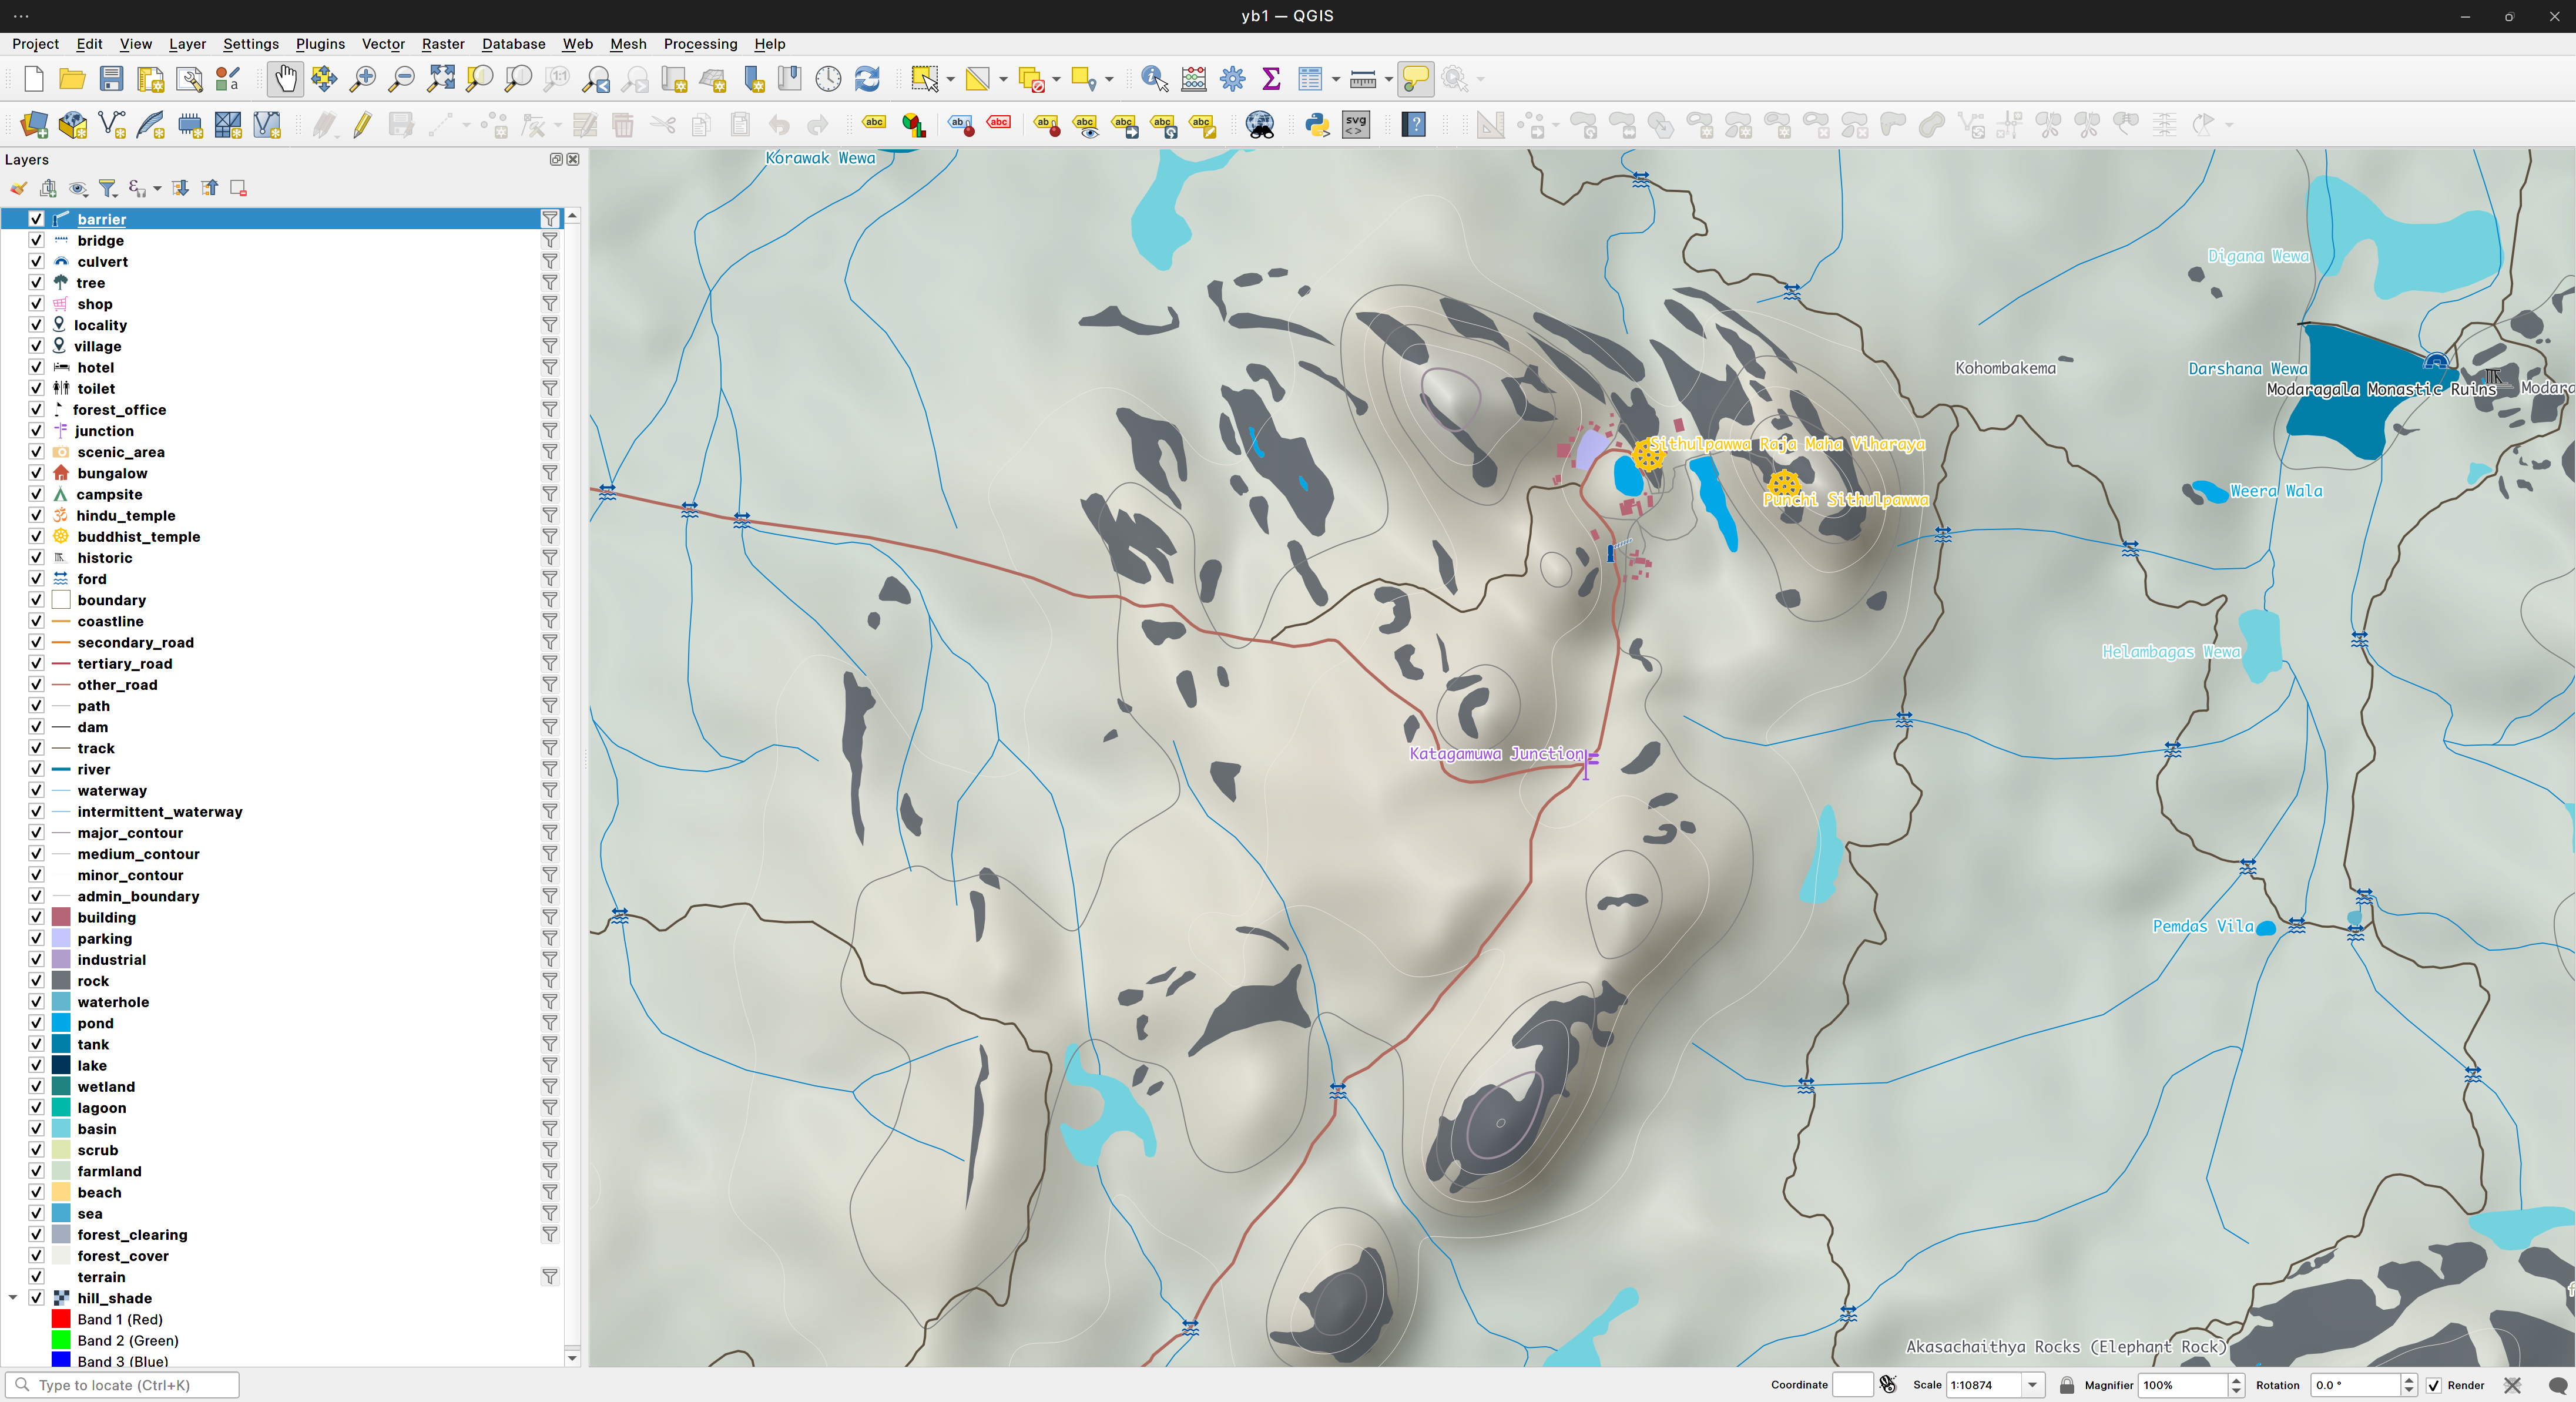 yb1 — QGIS
Project Edit View Layer Settings Plugins Vector Raster Database Web Mesh Processing Help
Layers
barrier
bridge
culvert
tree
shop
locality
village
hotel
toilet
forest_office
junction
scenic_area
bungalow
campsite
hindu_temple
buddhist_temple
historic
ford
boundary
coastline
secondary_road
tertiary_road
other_road
path
dam
track
river
waterway
intermittent_waterway
major_contour
medium_contour
minor_contour
admin_boundary
building
parking
industrial
rock
waterhole
pond
tank
lake
wetland
lagoon
basin
scrub
farmland
beach
sea
forest_clearing
forest_cover
terrain
hill_shade
Band 1 (Red)
Band 2 (Green)
Band 3 (Blue)
Korawak Wewa
Digana Wewa
Kohombakema
Darshana Wewa
Modaragala Monastic Ruins
Modara
Sithulpawwa Raja Maha Viharaya
Punchi Sithulpawwa
Weera Wala
Helambagas Wewa
Katagamuwa Junction
Pemdas Vila
Akasachaithya Rocks (Elephant Rock)
Type to locate (Ctrl+K)
Coordinate
Scale 1:10874
Magnifier 100%
Rotation 0.0 °
Render